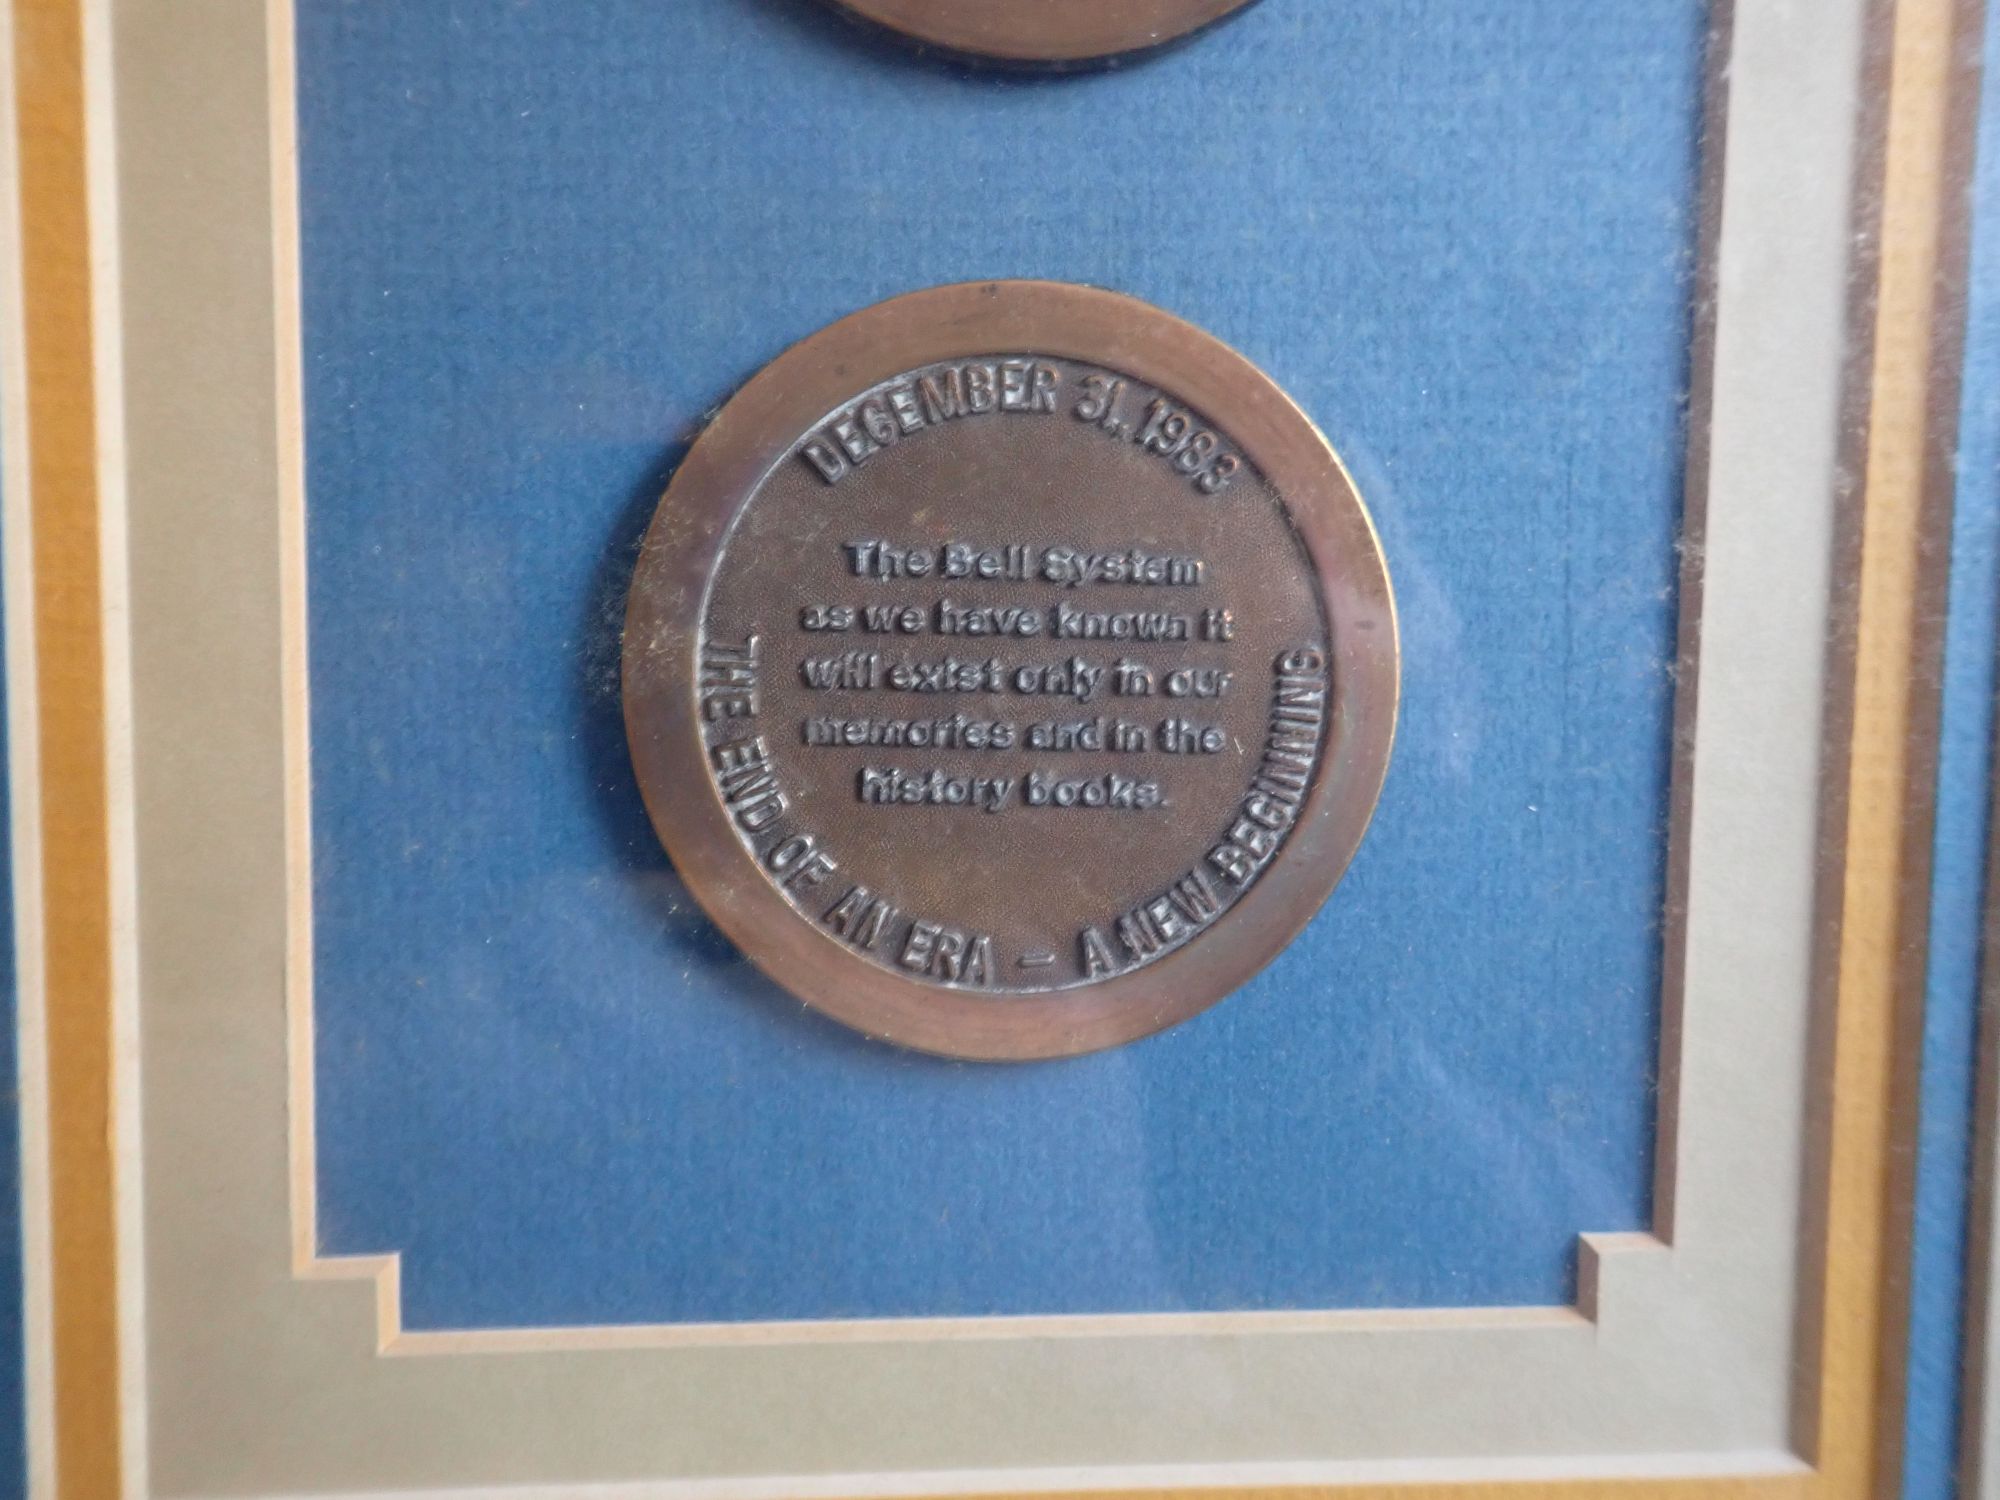 DECEMBER 31, 1983
The Bell System
as we have known it
will exist only in our
memories and in the
history books.
THE END OF AN ERA – A NEW BEGINNING